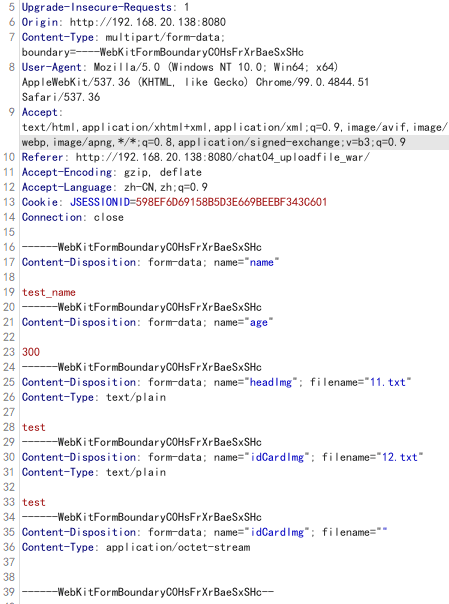 5 Upgrade-Insecure-Requests: 1
6 Origin: http://192.168.20.138:8080
7 Content-Type: multipart/form-data;
boundary=----WebKitFormBoundaryCOHsFrXrBaeSxSHc
8 User-Agent: Mozilla/5.0 (Windows NT 10.0; Win64; x64)
AppleWebKit/537.36 (KHTML, like Gecko) Chrome/99.0.4844.51
Safari/537.36
9 Accept:
text/html,application/xhtml+xml,application/xml;q=0.9,image/avif,image/
webp,image/apng,*/*;q=0.8,application/signed-exchange;v=b3;q=0.9
10 Referer: http://192.168.20.138:8080/chat04_uploadfile_war/
11 Accept-Encoding: gzip, deflate
12 Accept-Language: zh-CN,zh;q=0.9
13 Cookie: JSESSIONID=598EF6D69158B5D3E669BEEBF343C601
14 Connection: close
15
16 ------WebKitFormBoundaryCOHsFrXrBaeSxSHc
17 Content-Disposition: form-data; name="name"
18
19 test_name
20 ------WebKitFormBoundaryCOHsFrXrBaeSxSHc
21 Content-Disposition: form-data; name="age"
22
23 300
24 ------WebKitFormBoundaryCOHsFrXrBaeSxSHc
25 Content-Disposition: form-data; name="headImg"; filename="11.txt"
26 Content-Type: text/plain
27
28 test
29 ------WebKitFormBoundaryCOHsFrXrBaeSxSHc
30 Content-Disposition: form-data; name="idCardImg"; filename="12.txt"
31 Content-Type: text/plain
32
33 test
34 ------WebKitFormBoundaryCOHsFrXrBaeSxSHc
35 Content-Disposition: form-data; name="idCardImg"; filename=""
36 Content-Type: application/octet-stream
37
38
39 ------WebKitFormBoundaryCOHsFrXrBaeSxSHc--